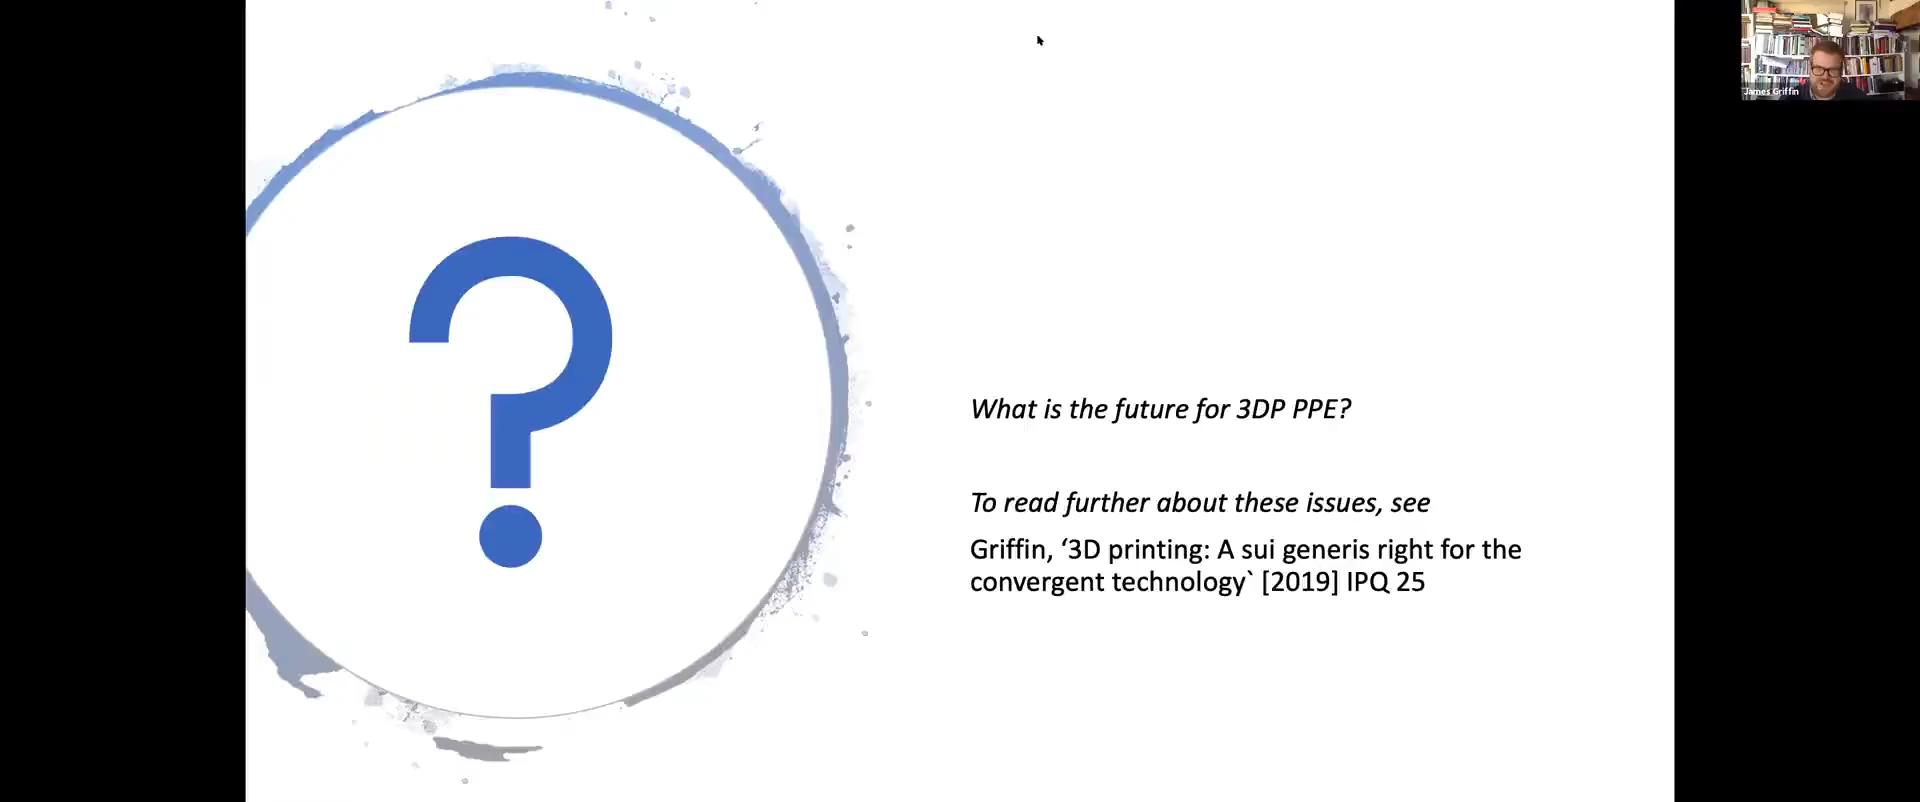 James Griffin
What is the future for 3DP PPE?
To read further about these issues, see
Griffin, ‘3D printing: A sui generis right for the
convergent technology` [2019] IPQ 25